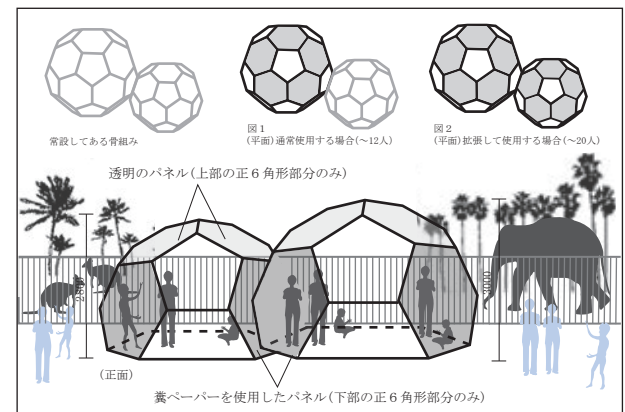 常設してある骨組み
図1
(平面)通常使用する場合(〜12人)
図2
(平面)拡張して使用する場合(〜20人)
透明のパネル(上部の正6角形部分のみ)
3000
(正面)
糞ペーパーを使用したパネル(下部の正6角形部分のみ)